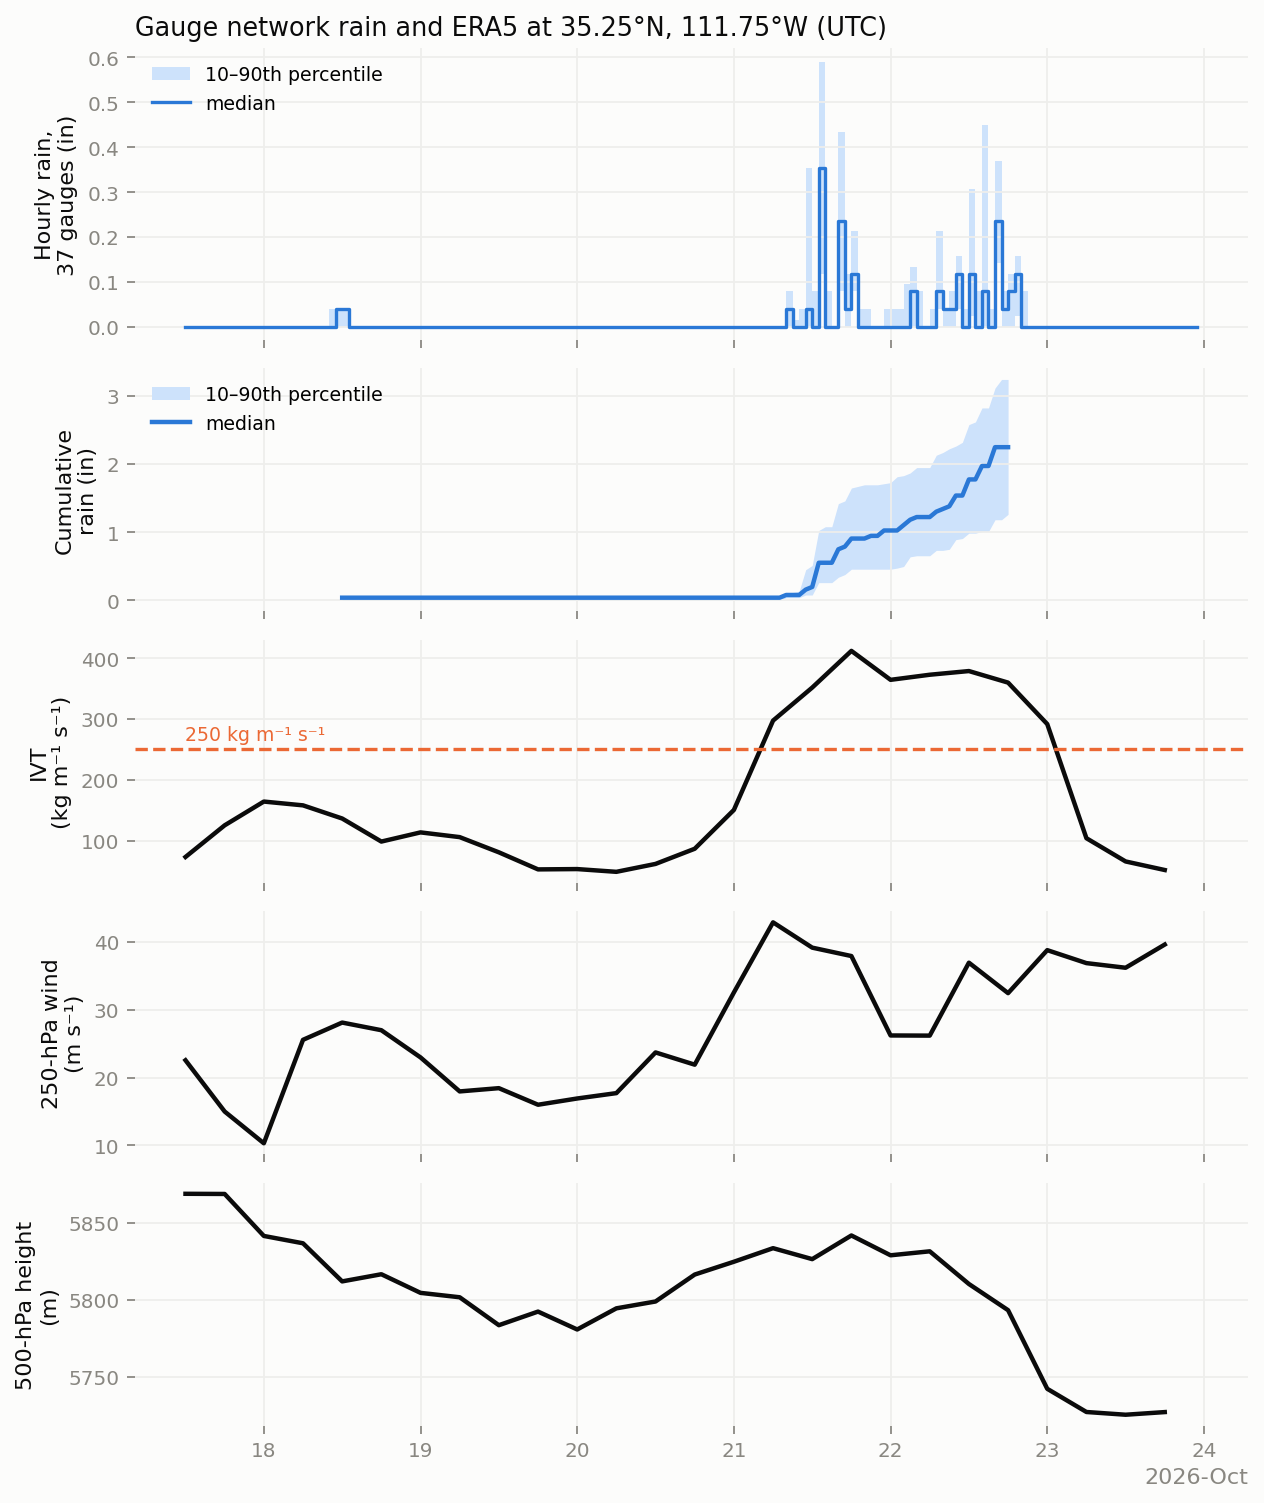 Gauge network rain and ERA5 at 35.25°N, 111.75°W (UTC)
Hourly rain,
37 gauges (in)
0.6
0.5
0.4
0.3
0.2
0.1
0.0
10–90th percentile
median
Cumulative
rain (in)
3
2
1
0
10–90th percentile
median
IVT
(kg m⁻¹ s⁻¹)
400
300
200
100
250 kg m⁻¹ s⁻¹
250-hPa wind
(m s⁻¹)
40
30
20
10
500-hPa height
(m)
5850
5800
5750
18 19 20 21 22 23 24
2026-Oct